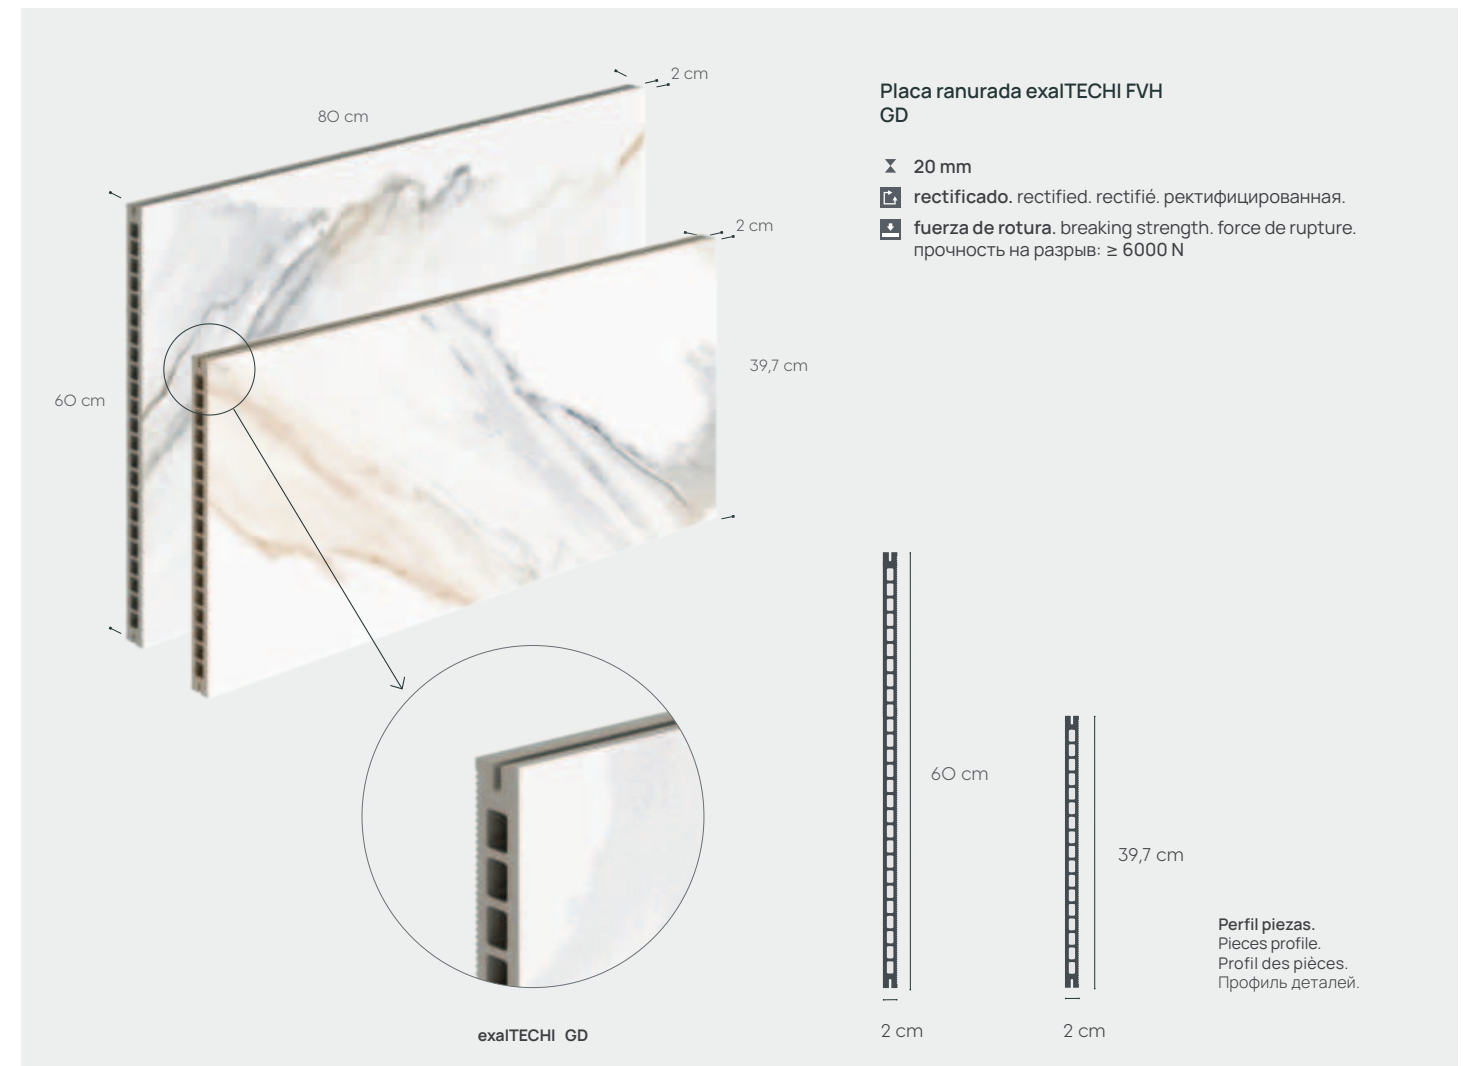 2 cm
80 cm
2 cm
39,7 cm
60 cm
exalTECHI GD
Placa ranurada exalTECHI FVH
GD
20 mm
rectificado. rectified. rectifié. ректифицированная.
fuerza de rotura. breaking strength. force de rupture.
прочность на разрыв: ≥ 6000 N
60 cm
39,7 cm
2 cm
2 cm
Perfil piezas.
Pieces profile.
Profil des pièces.
Профиль деталей.